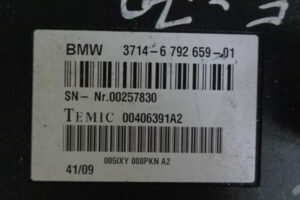 BMW 3714-6 792 659-01
SN- Nr.00257830
TEMIC 00406391A2
005IXY 008PKN A2
41/09